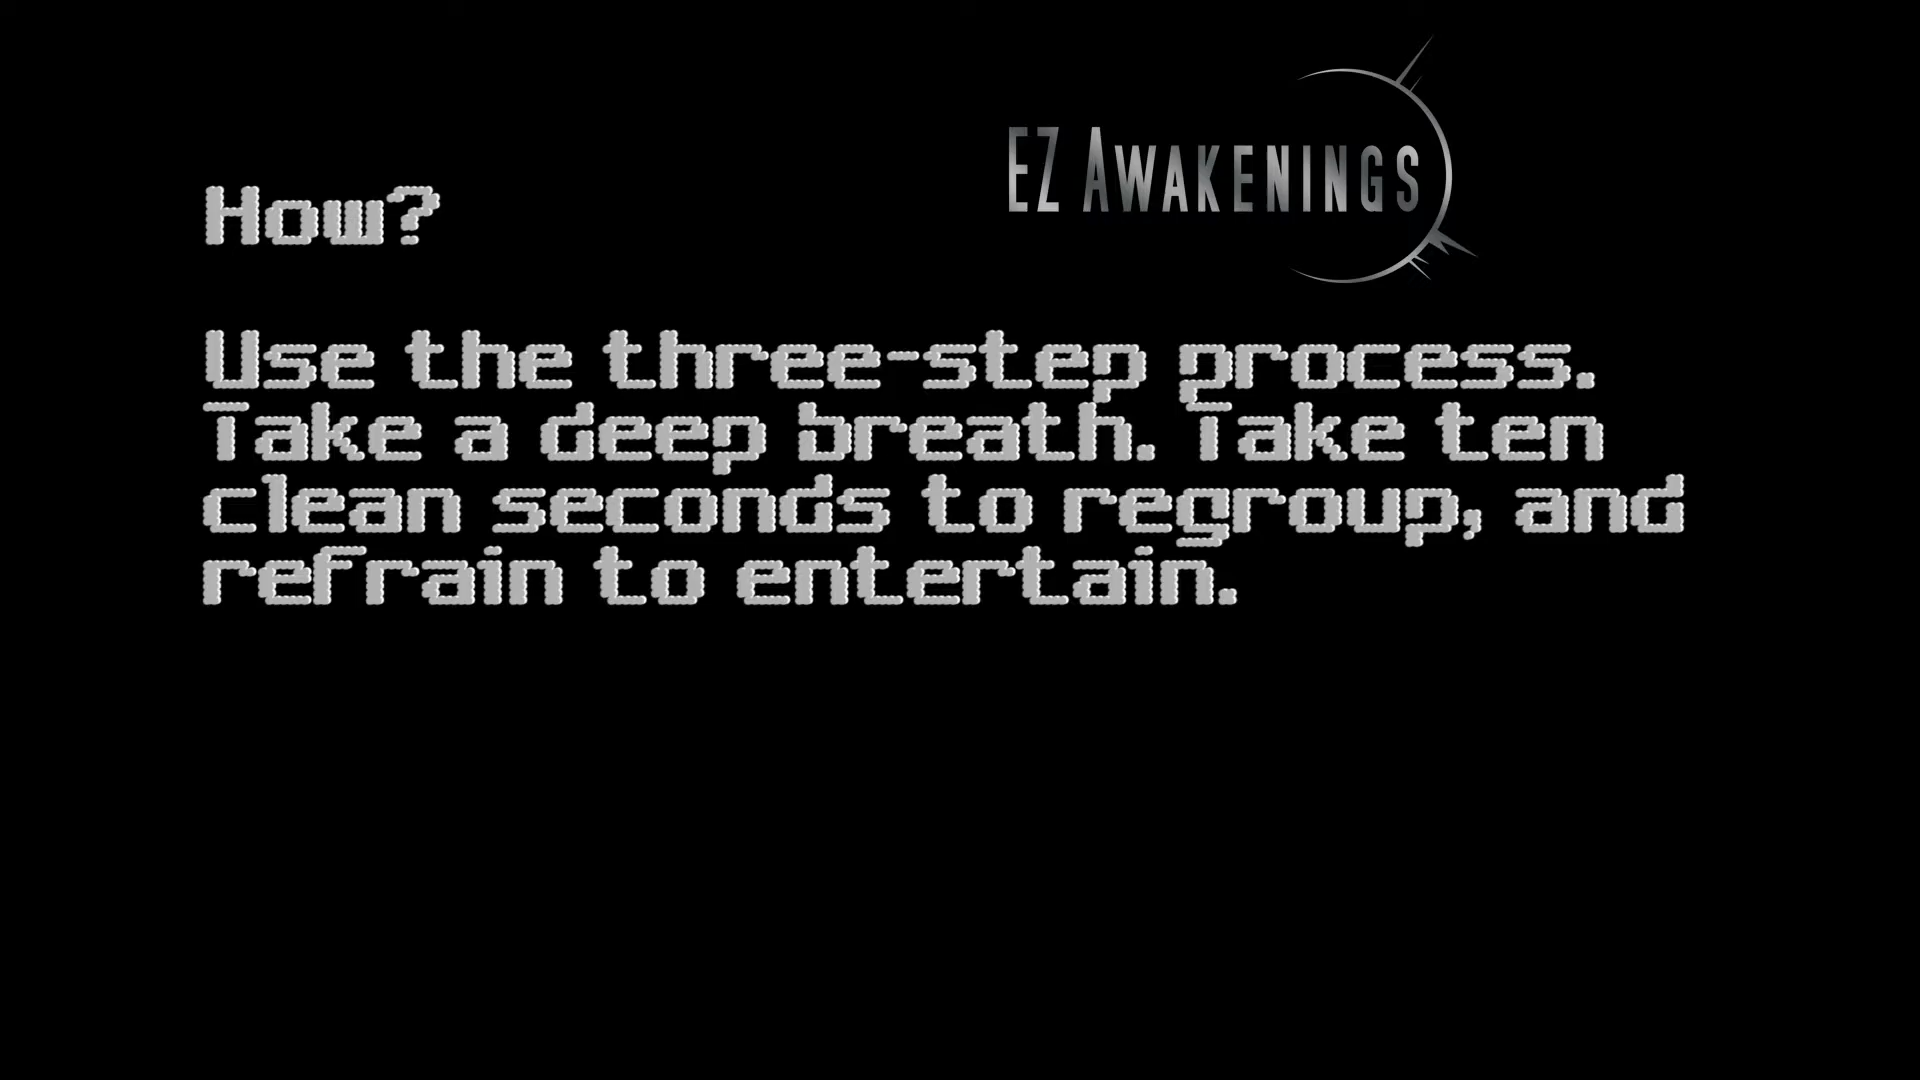 EZ AWAKENINGS
How?
Use the three-step process.
Take a deep breath. Take ten
clean seconds to regroup, and
refrain to entertain.